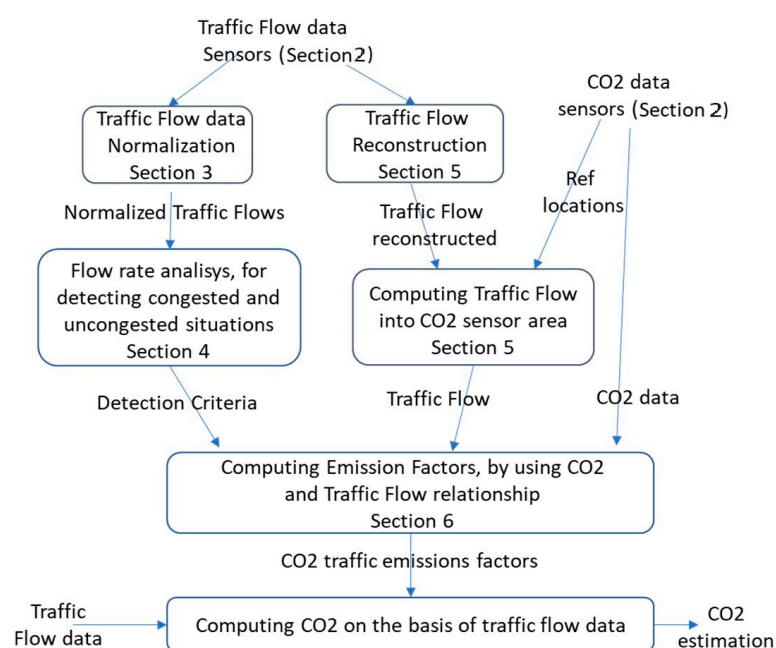 Traffic Flow data
Sensors (Section2)
CO2 data
sensors (Section 2)
Traffic Flow data
Normalization
Section 3
Traffic Flow
Reconstruction
Section 5
Normalized Traffic Flows
Traffic Flow
reconstructed
Ref
locations
Flow rate analisys, for
detecting congested and
uncongested situations
Section 4
Computing Traffic Flow
into CO2 sensor area
Section 5
Detection Criteria
Traffic Flow
CO2 data
Computing Emission Factors, by using CO2
and Traffic Flow relationship
Section 6
CO2 traffic emissions factors
Traffic
Flow data
Computing CO2 on the basis of traffic flow data
CO2
estimation